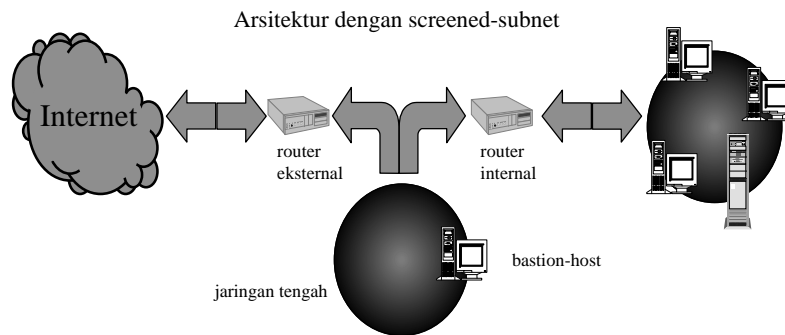 Arsitektur dengan screened-subnet
Internet
router
eksternal
router
internal
bastion-host
jaringan tengah